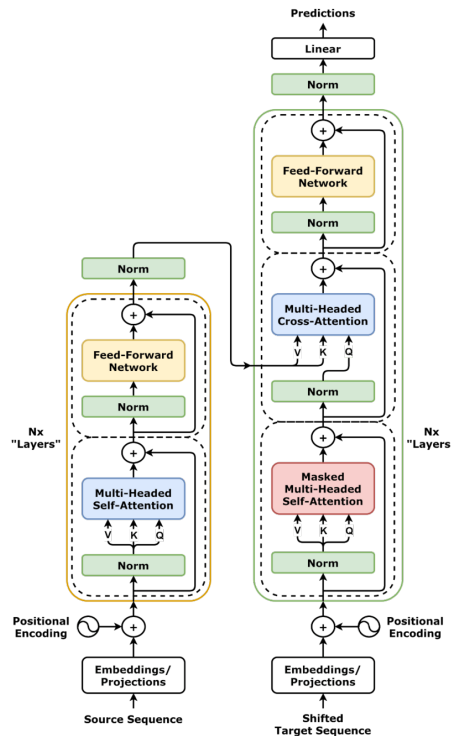 Predictions
Linear
Norm
+
Feed-Forward
Network
Norm
+
Multi-Headed
Cross-Attention
V K Q
Norm
+
Masked
Multi-Headed
Self-Attention
V K Q
Norm
Nx
"Layers
+
Positional
Encoding
Embeddings/
Projections
Shifted
Target Sequence
Norm
+
Feed-Forward
Network
Norm
+
Multi-Headed
Self-Attention
V K Q
Norm
Nx
"Layers"
Positional
Encoding
+
Embeddings/
Projections
Source Sequence